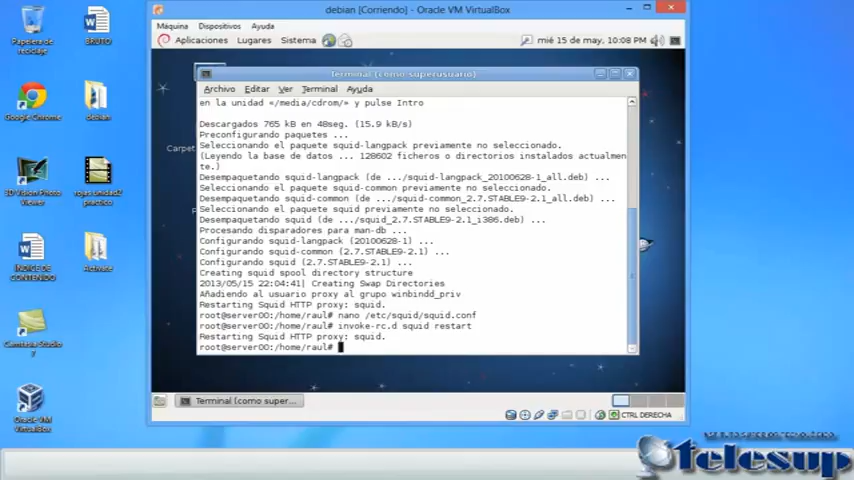 debian [Corriendo] - Oracle VM VirtualBox
Máquina Dispositivos Ayuda
Aplicaciones Lugares Sistema
mié 15 de may, 10:08 PM
Terminal (como superusuario)
Archivo Editar Ver Terminal Ayuda
en la unidad «/media/cdrom/» y pulse Intro
Descargados 765 kB en 48seg. (15.9 kB/s)
Preconfigurando paquetes ...
Seleccionando el paquete squid-langpack previamente no seleccionado.
(Leyendo la base de datos ... 128602 ficheros o directorios instalados actualmen
te.)
Desempaquetando squid-langpack (de .../squid-langpack_20100628-1_all.deb) ...
Seleccionando el paquete squid-common previamente no seleccionado.
Desempaquetando squid-common (de .../squid-common_2.7.STABLE9-2.1_all.deb) ...
Seleccionando el paquete squid previamente no seleccionado.
Desempaquetando squid (de .../squid_2.7.STABLE9-2.1_i386.deb) ...
Procesando disparadores para man-db ...
Configurando squid-langpack (20100628-1) ...
Configurando squid-common (2.7.STABLE9-2.1) ...
Configurando squid (2.7.STABLE9-2.1) ...
Creating squid spool directory structure
2013/05/15 22:04:41| Creating Swap Directories
Añadiendo al usuario proxy al grupo winbindd_priv
Restarting Squid HTTP proxy: squid.
root@server00:/home/raul# nano /etc/squid/squid.conf
root@server00:/home/raul# invoke-rc.d squid restart
Restarting Squid HTTP proxy: squid.
root@server00:/home/raul#
Carpet
Terminal (como super...
CTRL DERECHA
Papelera de
reciclaje
BRUTO
Google Chrome
debian
3D Vision Photo
Viewer
rojas unidad2
practico
ÍNDICE DE
CONTENIDO
Activate
Camtasia Studio
7
Oracle VM
VirtualBox
telesup